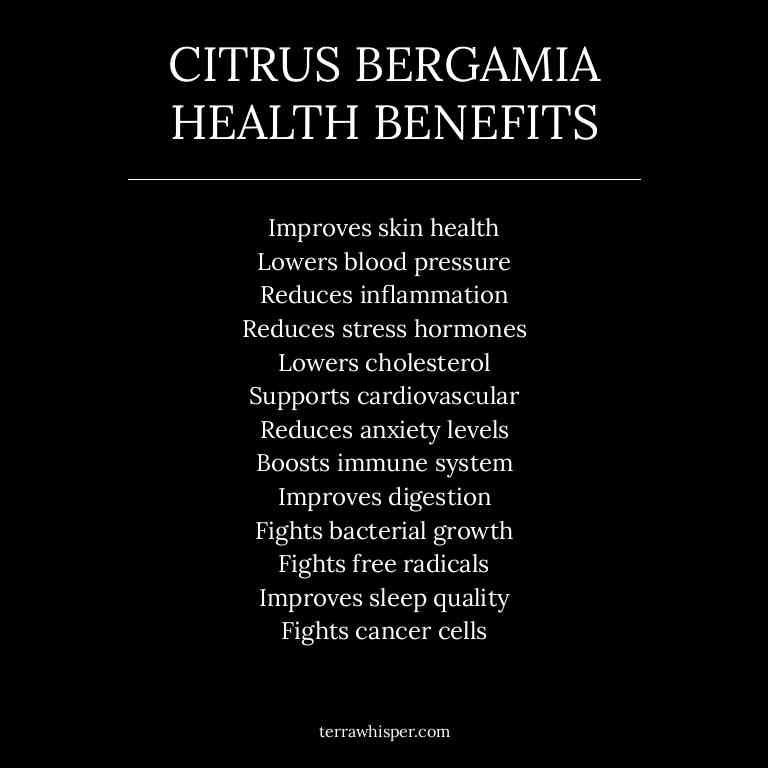 CITRUS BERGAMIA
HEALTH BENEFITS
Improves skin health
Lowers blood pressure
Reduces inflammation
Reduces stress hormones
Lowers cholesterol
Supports cardiovascular
Reduces anxiety levels
Boosts immune system
Improves digestion
Fights bacterial growth
Fights free radicals
Improves sleep quality
Fights cancer cells
terrawhisper.com